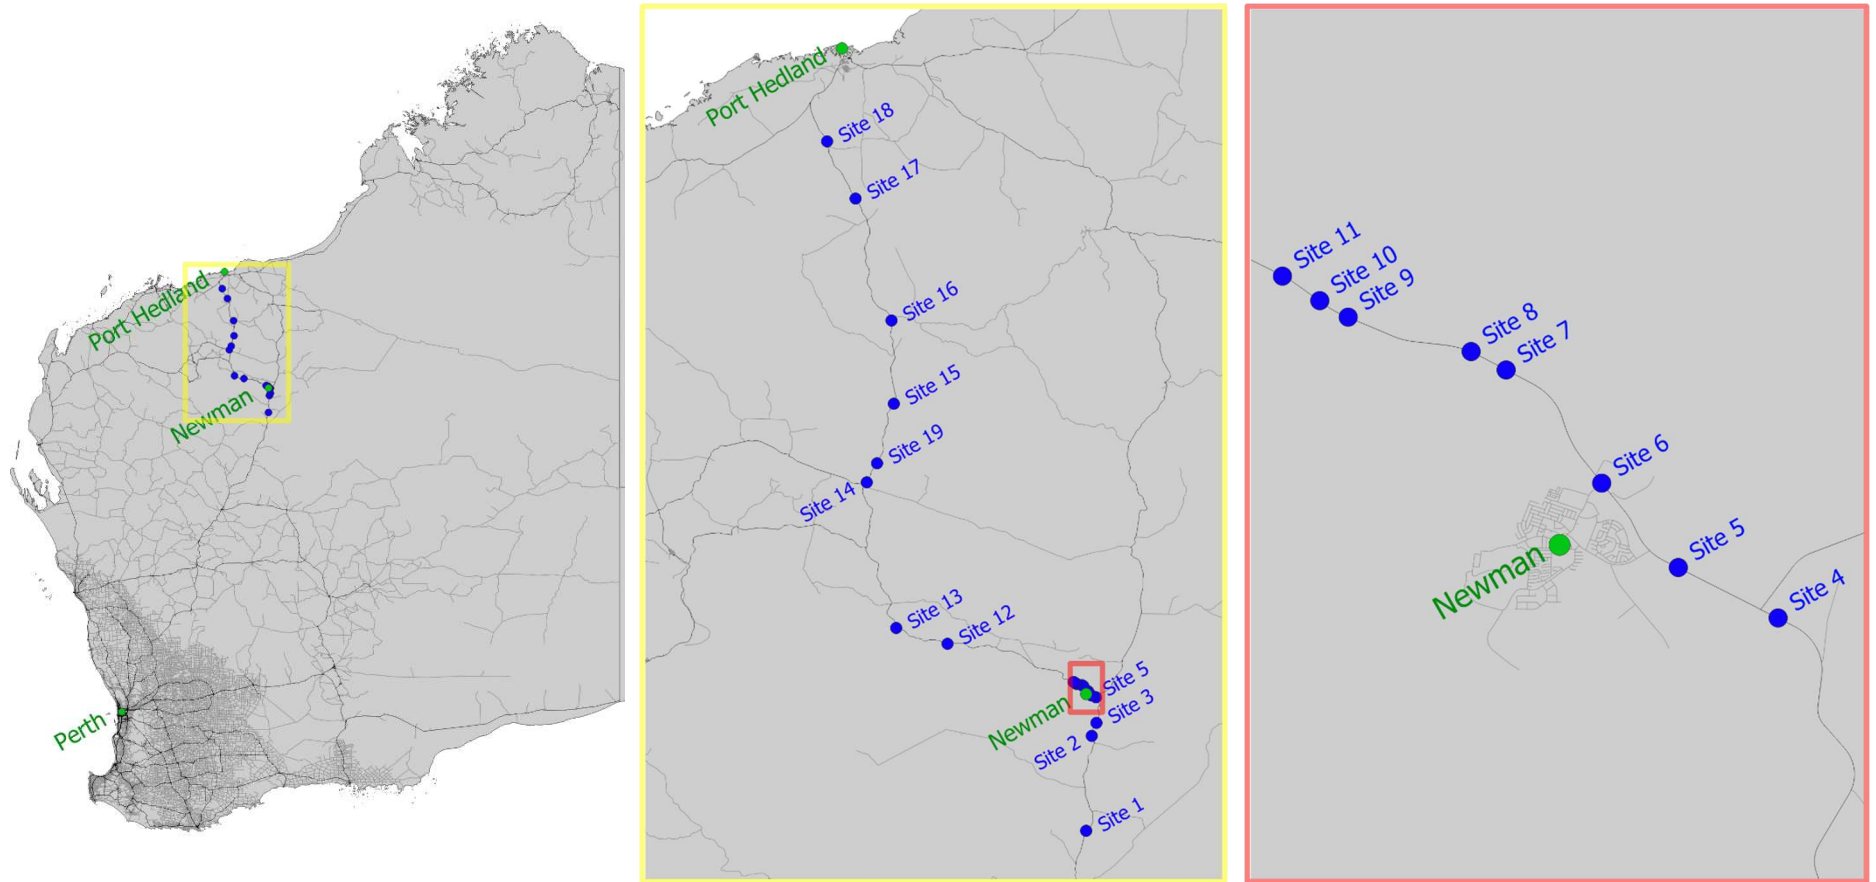 Port Hedland
Newman
Perth
Port Hedland
Site 18
Site 17
Site 16
Site 15
Site 19
Site 14
Site 13
Site 12
Site 5
Newman
Site 3
Site 2
Site 1
Site 11
Site 10
Site 9
Site 8
Site 7
Site 6
Site 5
Newman
Site 4